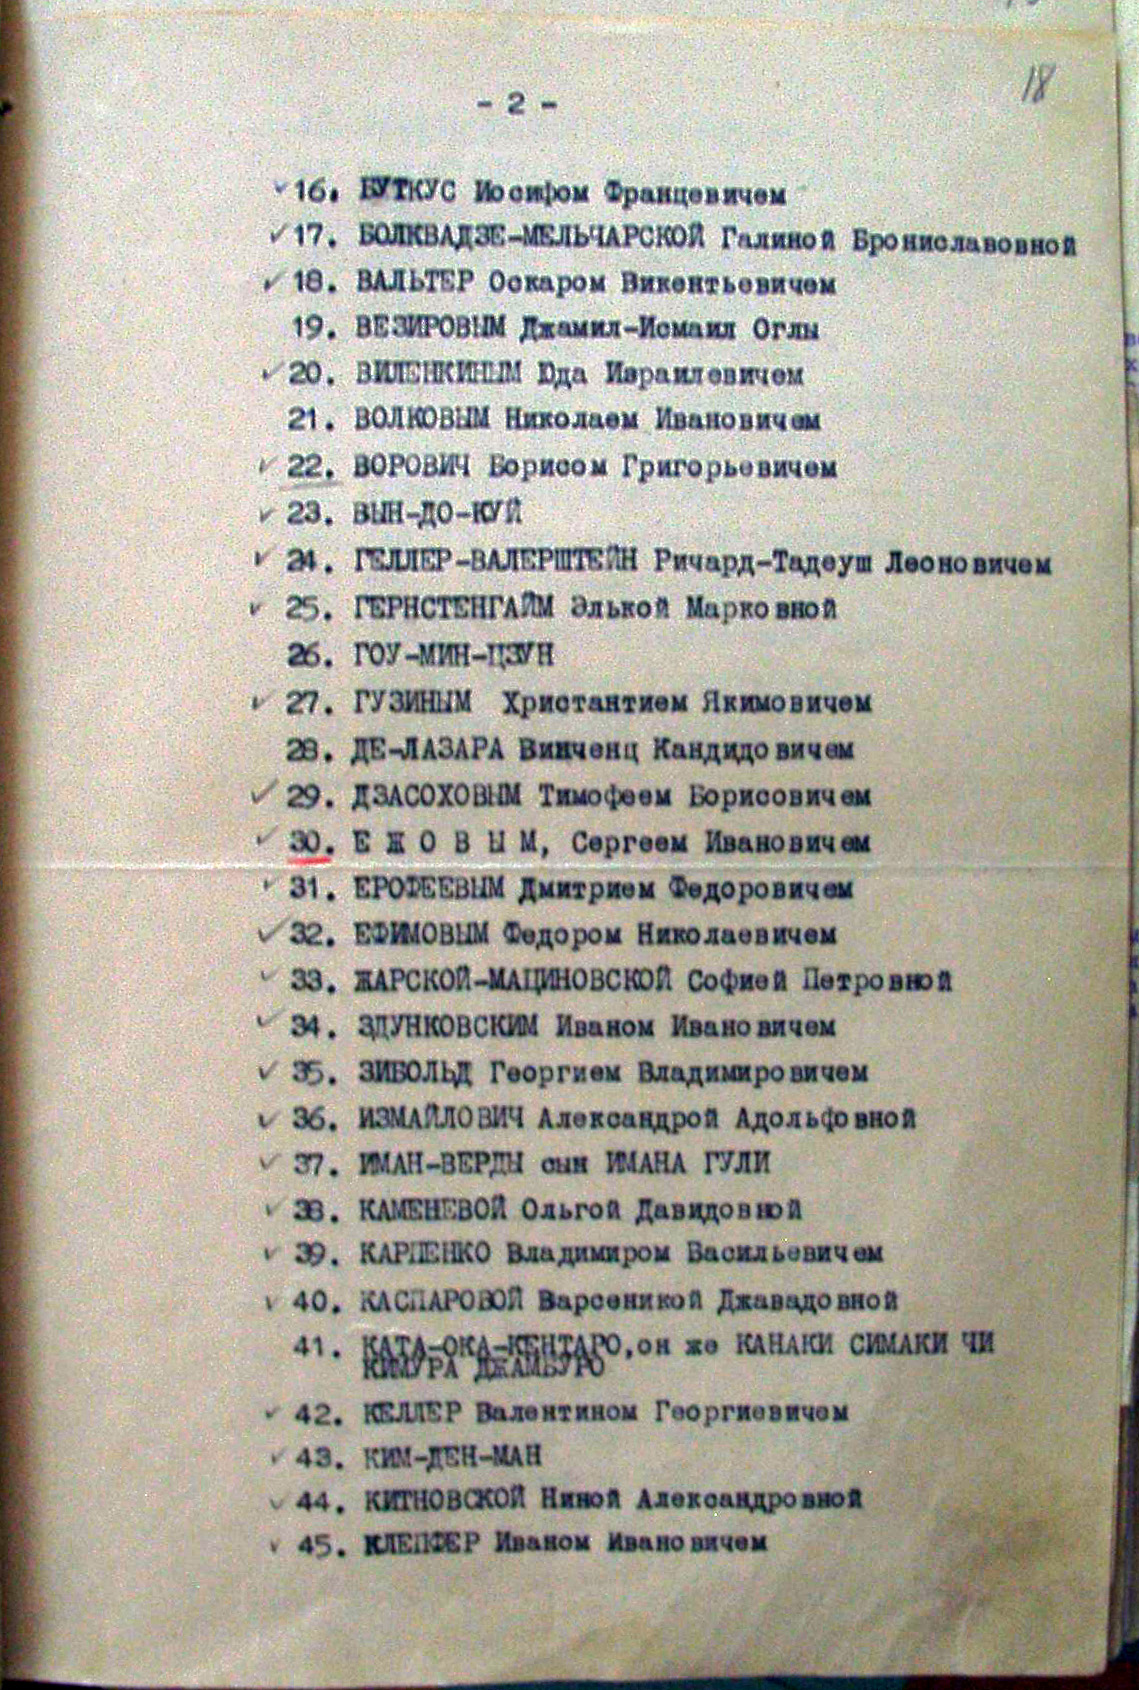 18
- 2 -
16. БУТКУС Иосифом Францевичем
17. БОЛКВАДЗЕ-МЕЛЬЧАРСКОЙ Галиной Брониславовной
18. ВАЛЬТЕР Оскаром Викентьевичем
19. ВЕЗИРОВЫМ Джамил-Исмаил Оглы
20. ВИЛЕНКИНЫМ Юда Израилевичем
21. ВОЛКОВЫМ Николаем Ивановичем
22. ВОРОВИЧ Борисом Григорьевичем
23. ВЫН-ДО-КУЙ
24. ГЕЛЛЕР-ВАЛЕРШТЕЙН Ричард-Тадеуш Леоновичем
25. ГЕРНСТЕНГАЙМ Элькой Марковной
26. ГОУ-МИН-ЦЗУН
27. ГУЗИНЫМ Христантием Якимовичем
28. ДЕ-ЛАЗАРА Винченц Кандидовичем
29. ДЗАСОХОВЫМ Тимофеем Борисовичем
30. Е Ж О В Ы М, Сергеем Ивановичем
31. ЕРОФЕЕВЫМ Дмитрием Федоровичем
32. ЕФИМОВЫМ Федором Николаевичем
33. ЖАРСКОЙ-МАЦИНОВСКОЙ Софией Петровной
34. ЗДУНКОВСКИМ Иваном Ивановичем
35. ЗИБОЛЬД Георгием Владимировичем
36. ИЗМАЙЛОВИЧ Александрой Адольфовной
37. ИМАН-ВЕРДЫ сын ИМАНА ГУЛИ
38. КАМЕНЕВОЙ Ольгой Давидовной
39. КАРПЕНКО Владимиром Васильевичем
40. КАСПАРОВОЙ Варсеникой Джавадовной
41. КАТА-ОКА-КЕНТАРО,он же КАНАКИ СИМАКИ ЧИ
КИМУРА ДЖАМБУРО
42. КЕЛЛЕР Валентином Георгиевичем
43. КИМ-ДЕН-МАН
44. КИТНОВСКОЙ Ниной Александровной
45. КЛЕПФЕР Иваном Ивановичем